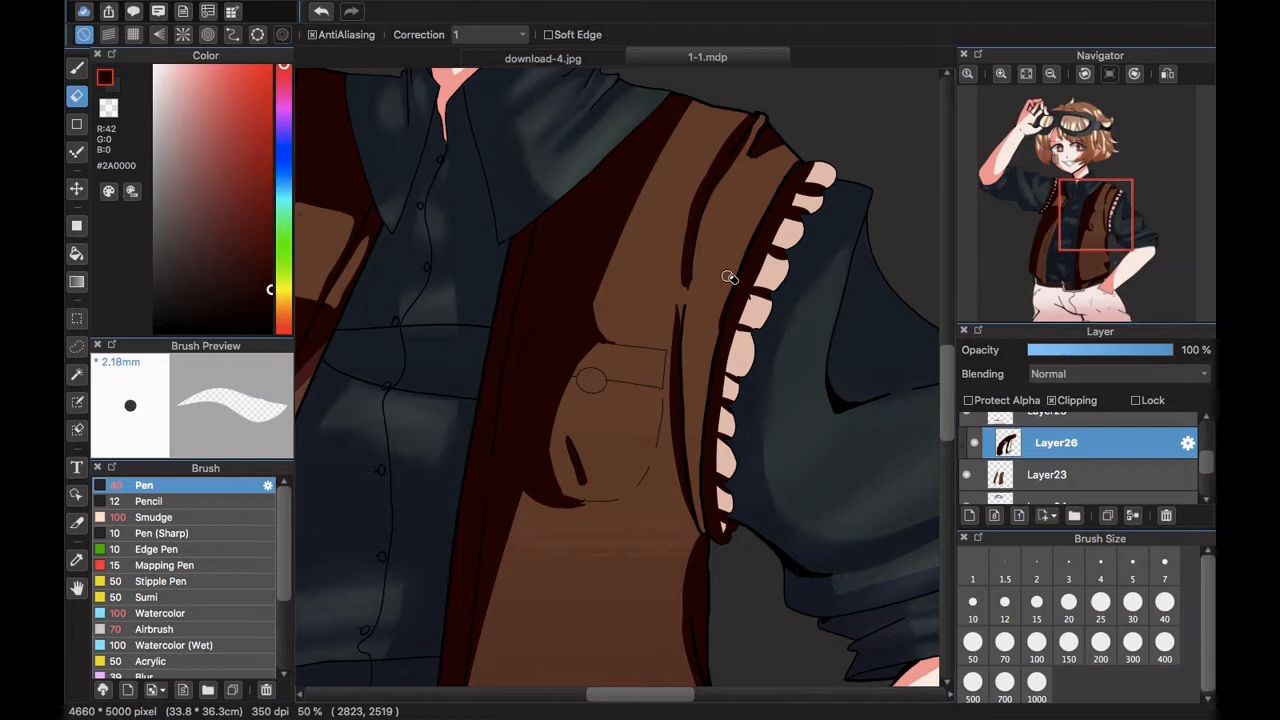 AntiAliasing Correction 1 Soft Edge
Color
download-4.jpg 1-1.mdp
Navigator
R:42
G:0
B:0
#2A0000
Brush Preview
* 2.18mm
Layer
Opacity 100 %
Blending Normal
Protect Alpha Clipping Lock
Layer26
Layer23
Brush
40 Pen
12 Pencil
100 Smudge
10 Pen (Sharp)
10 Edge Pen
15 Mapping Pen
50 Stipple Pen
50 Sumi
100 Watercolor
70 Airbrush
100 Watercolor (Wet)
50 Acrylic
39 Blur
Brush Size
1 1.5 2 3 4 5 7
10 12 15 20 25 30 40
50 70 100 150 200 300 400
500 700 1000
4660 * 5000 pixel (33.8 * 36.3cm) 350 dpi 50 % ( 2823, 2519 )